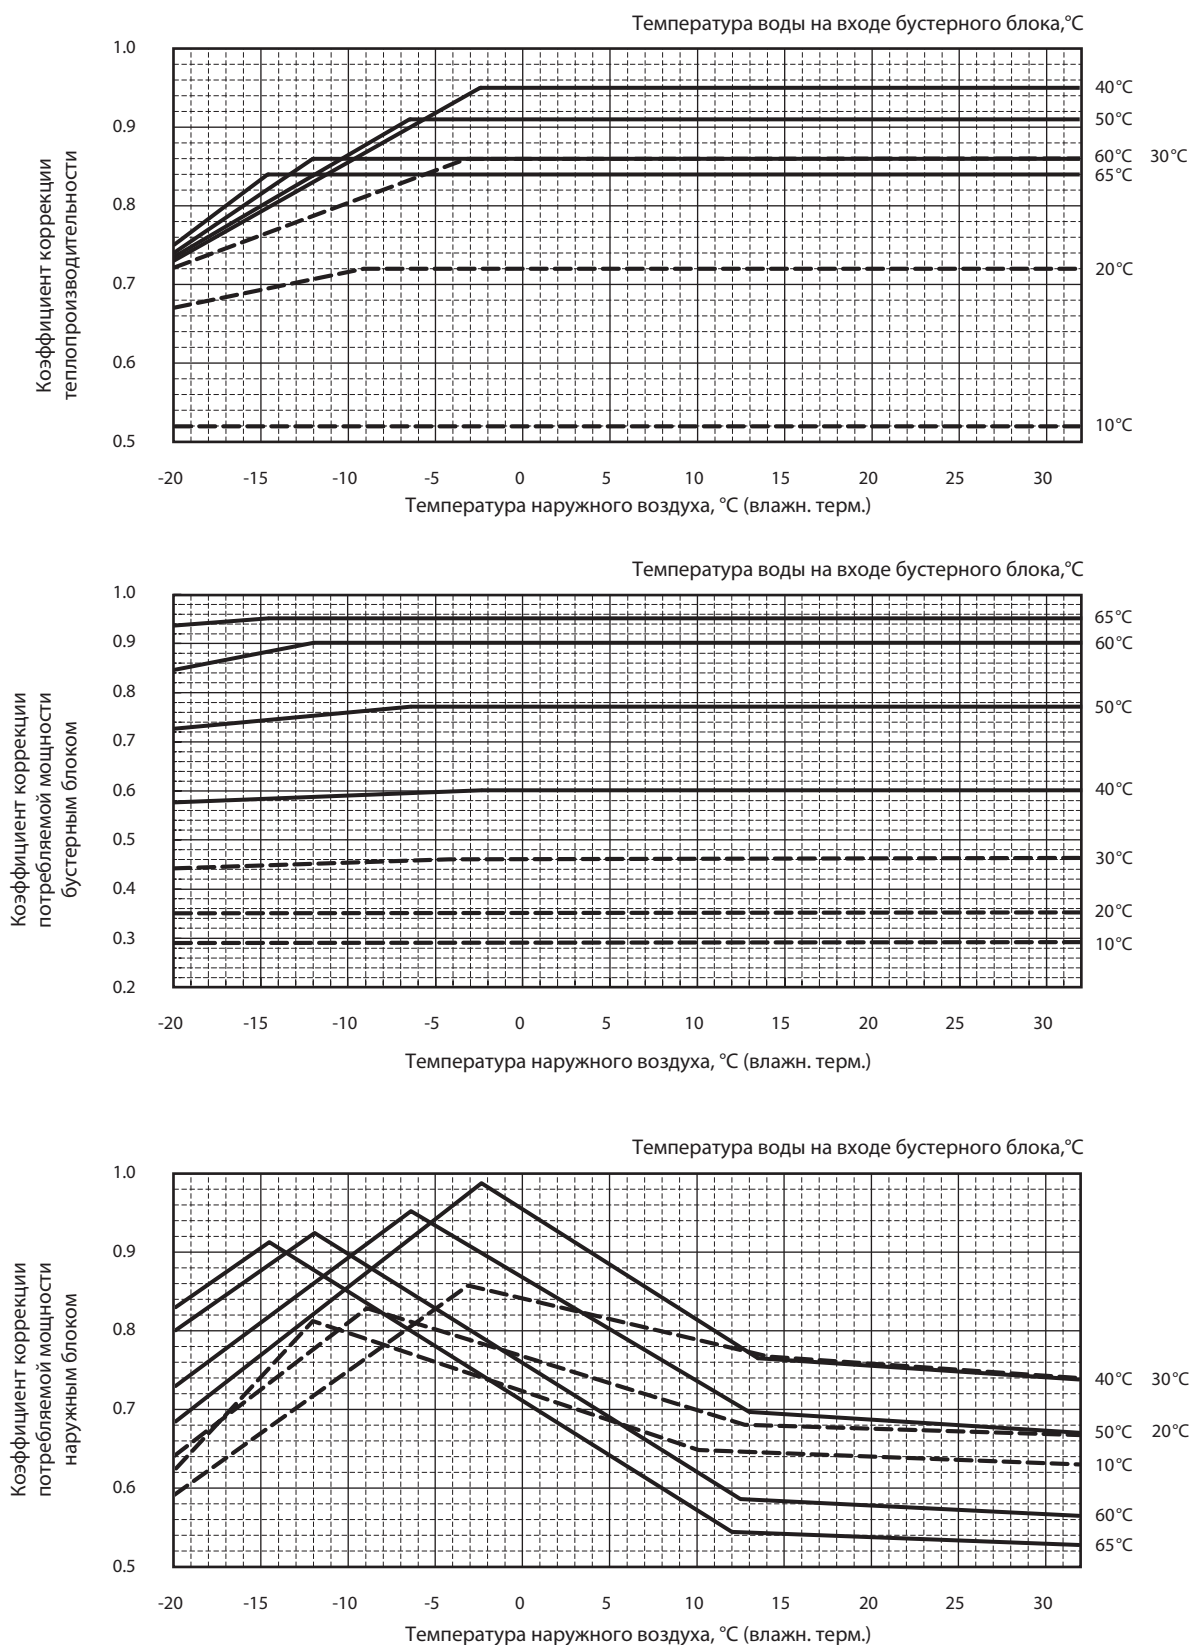 Температура воды на входе бустерного блока,°C
Коэффициент коррекции
теплопроизводительности
1.0
0.9
0.8
0.7
0.6
0.5
40°C
50°C
60°C 30°C
65°C
20°C
10°C
-20 -15 -10 -5 0 5 10 15 20 25 30
Температура наружного воздуха, °C (влажн. терм.)
Температура воды на входе бустерного блока,°C
Коэффициент коррекции
потребляемой мощности
бустерным блоком
1.0
0.9
0.8
0.7
0.6
0.5
0.4
0.3
0.2
65°C
60°C
50°C
40°C
30°C
20°C
10°C
-20 -15 -10 -5 0 5 10 15 20 25 30
Температура наружного воздуха, °C (влажн. терм.)
Температура воды на входе бустерного блока,°C
Коэффициент коррекции
потребляемой мощности
наружным блоком
1.0
0.9
0.8
0.7
0.6
0.5
40°C 30°C
50°C 20°C
10°C
60°C
65°C
-20 -15 -10 -5 0 5 10 15 20 25 30
Температура наружного воздуха, °C (влажн. терм.)